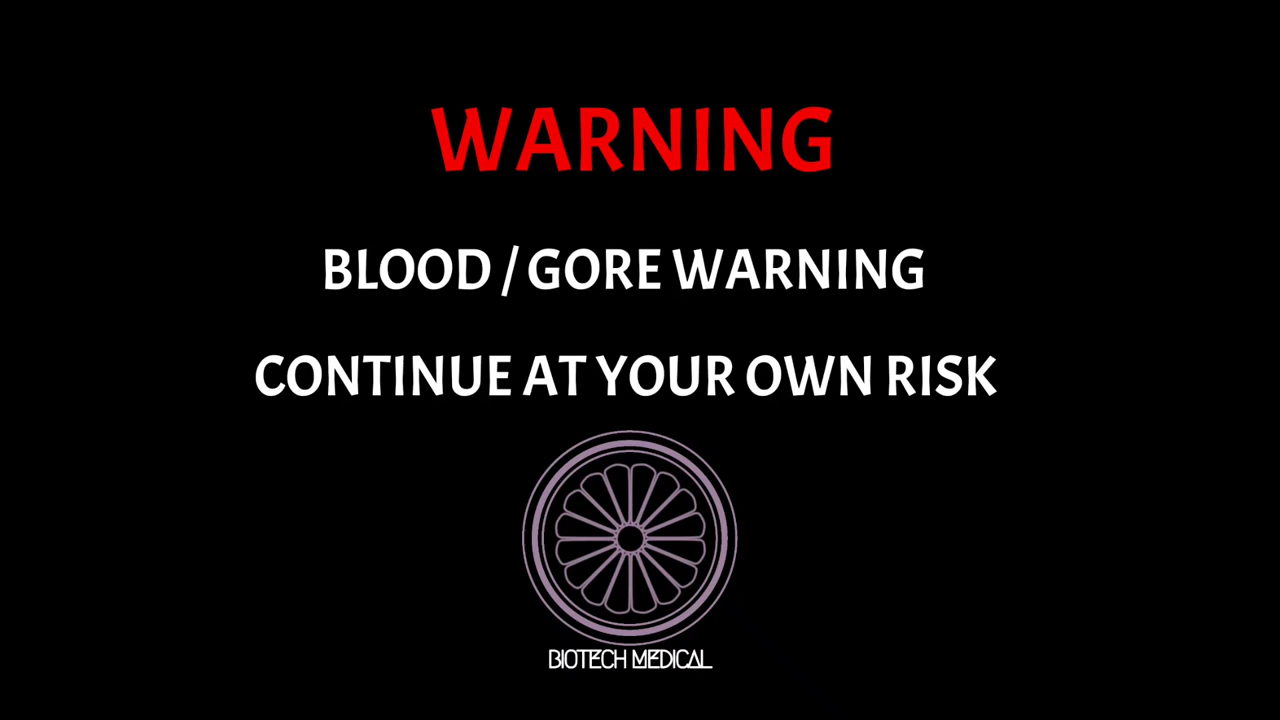 WARNING
BLOOD / GORE WARNING
CONTINUE AT YOUR OWN RISK
BIOTECH MEDICAL